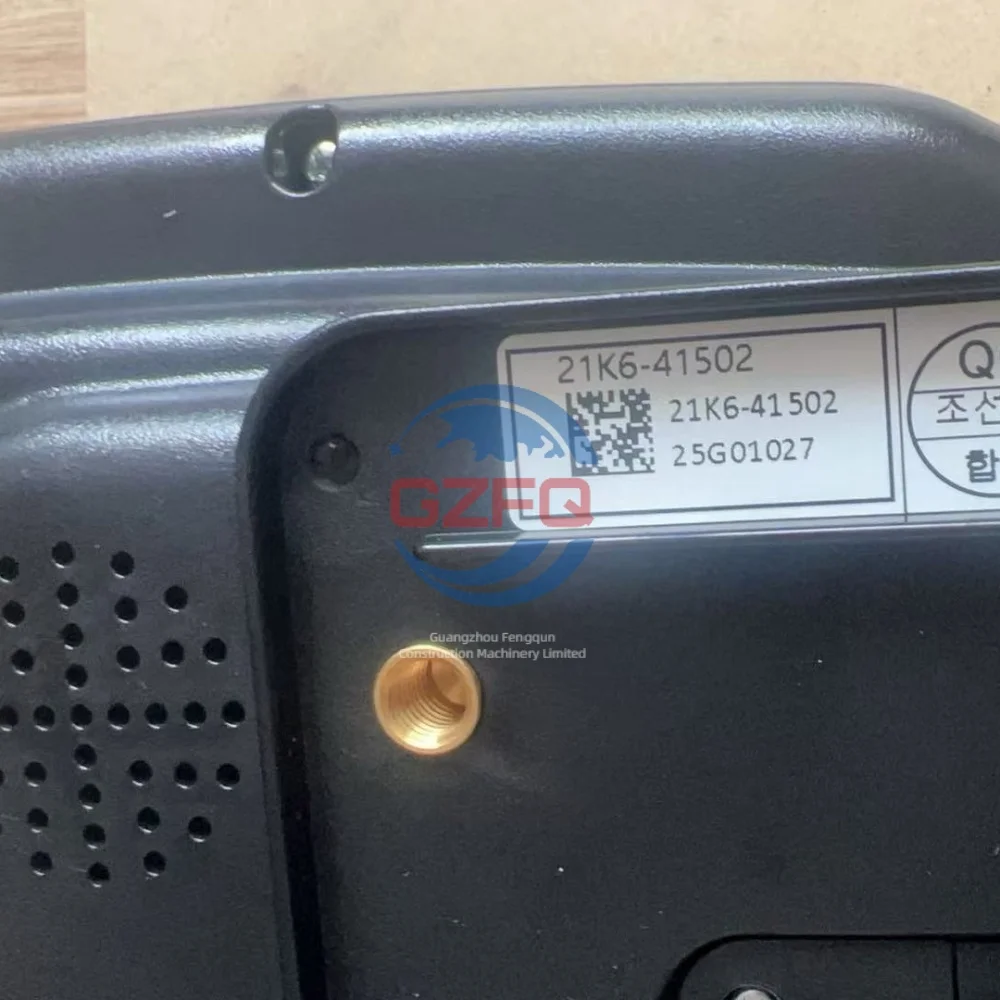 21K6-41502
21K6-41502
25G01027
Q
조선
합
GZFQ
Guangzhou Fengqun
Construction Machinery Limited